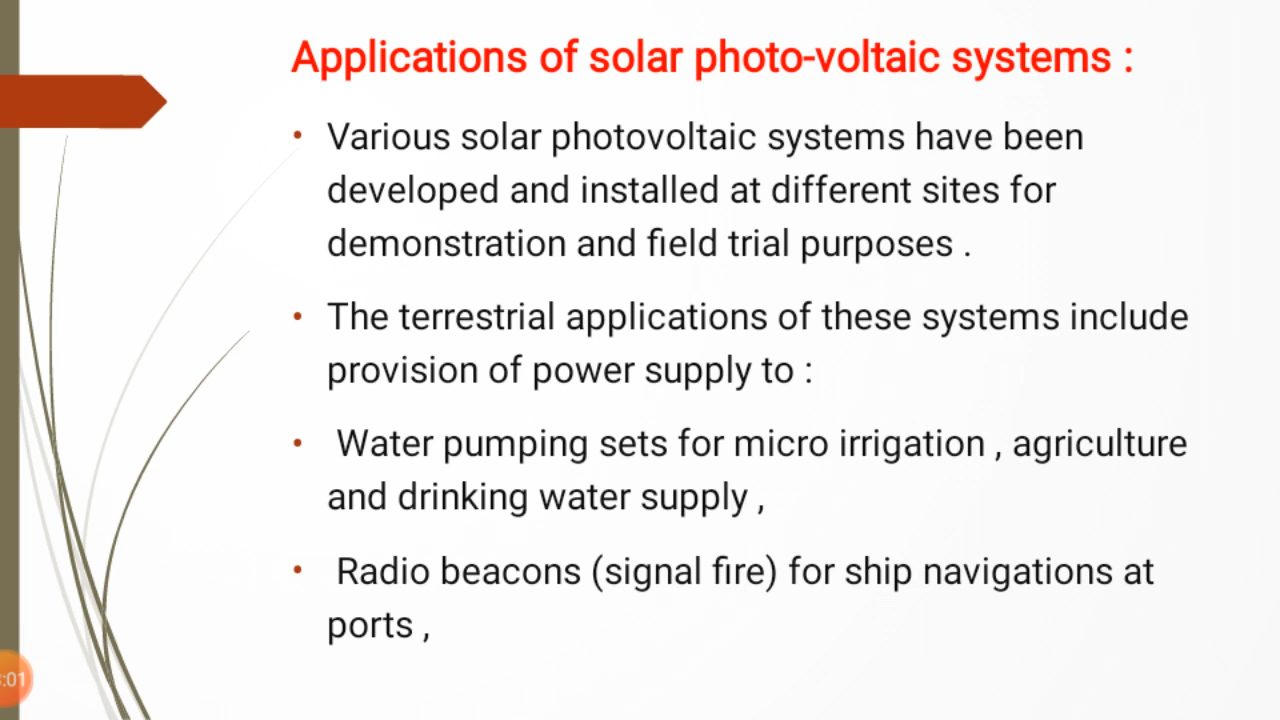 Applications of solar photo-voltaic systems :
• Various solar photovoltaic systems have been
developed and installed at different sites for
demonstration and field trial purposes .
• The terrestrial applications of these systems include
provision of power supply to :
• Water pumping sets for micro irrigation , agriculture
and drinking water supply ,
• Radio beacons (signal fire) for ship navigations at
ports ,
:01